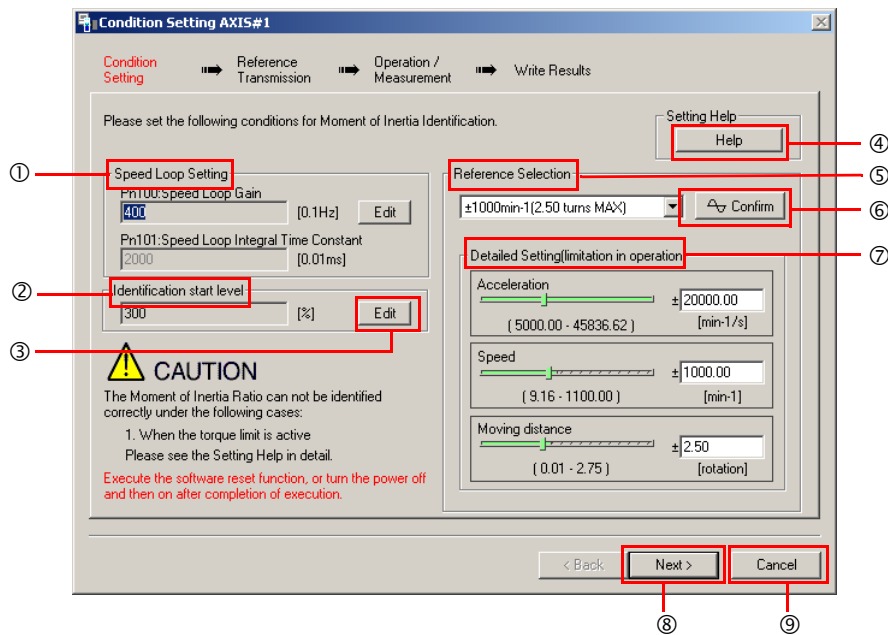 Condition Setting AXIS#1
Condition Setting
Reference Transmission
Operation / Measurement
Write Results
Please set the following conditions for Moment of Inertia Identification.
Setting Help
Help
④
①
Speed Loop Setting
Pn100:Speed Loop Gain
400
[0.1Hz]
Edit
Pn101:Speed Loop Integral Time Constant
2000
[0.01ms]
②
Identification start level
300
[%]
Edit
③
CAUTION
The Moment of Inertia Ratio can not be identified
correctly under the following cases:
1. When the torque limit is active
Please see the Setting Help in detail.
Execute the software reset function, or turn the power off
and then on after completion of execution.
Reference Selection
⑤
±1000min-1(2.50 turns MAX)
Confirm
⑥
Detailed Setting(limitation in operation
⑦
Acceleration
± 20000.00
( 5000.00 - 45836.62 )
[min-1/s]
Speed
± 1000.00
( 9.16 - 1100.00 )
[min-1]
Moving distance
± 2.50
( 0.01 - 2.75 )
[rotation]
< Back
Next >
Cancel
⑧
⑨